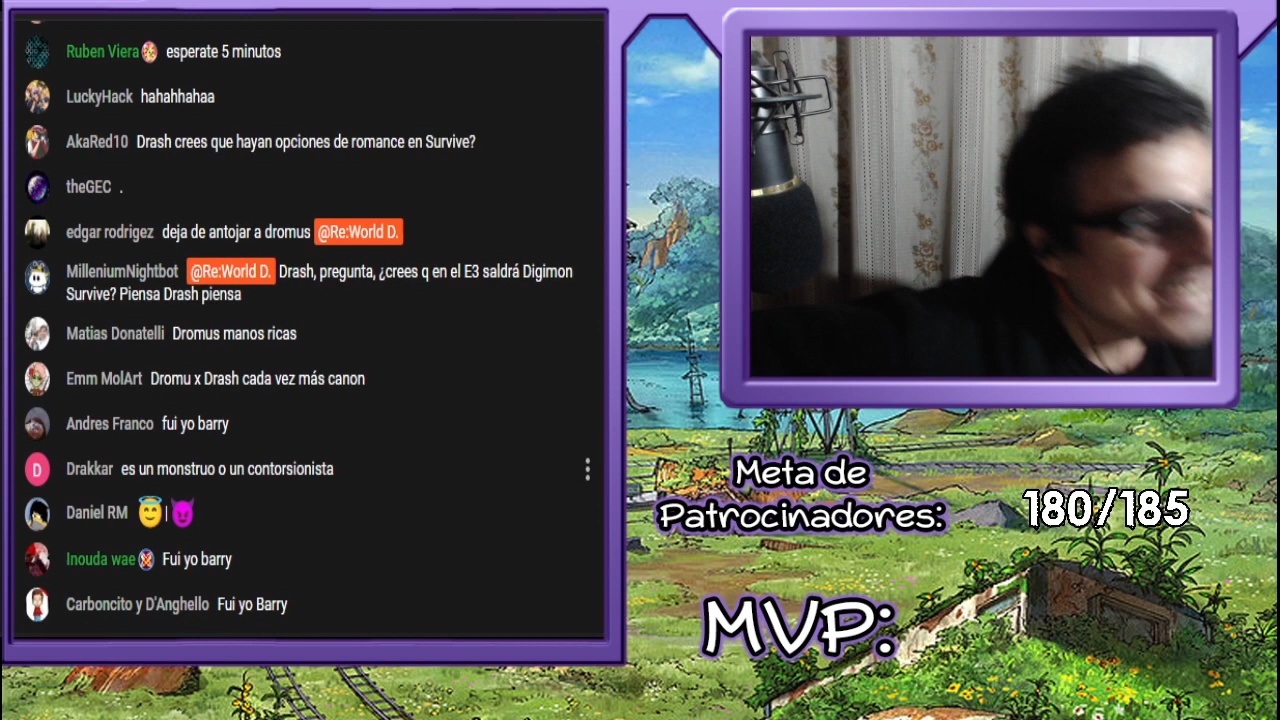 Ruben Viera esperate 5 minutos
LuckyHack hahahhahaa
AkaRed10 Drash crees que hayan opciones de romance en Survive?
theGEC .
edgar rodrigez deja de antojar a dromus @Re:World D.
MilleniumNightbot @Re:World D. Drash, pregunta, ¿crees q en el E3 saldrá Digimon
Survive? Piensa Drash piensa
Matias Donatelli Dromus manos ricas
Emm MolArt Dromu x Drash cada vez más canon
Andres Franco fui yo barry
D Drakkar es un monstruo o un contorsionista
Daniel RM 😇|😈
Inouda wae Fui yo barry
Carboncito y D'Anghello Fui yo Barry
Meta de
Patrocinadores:
180/185
MVP: